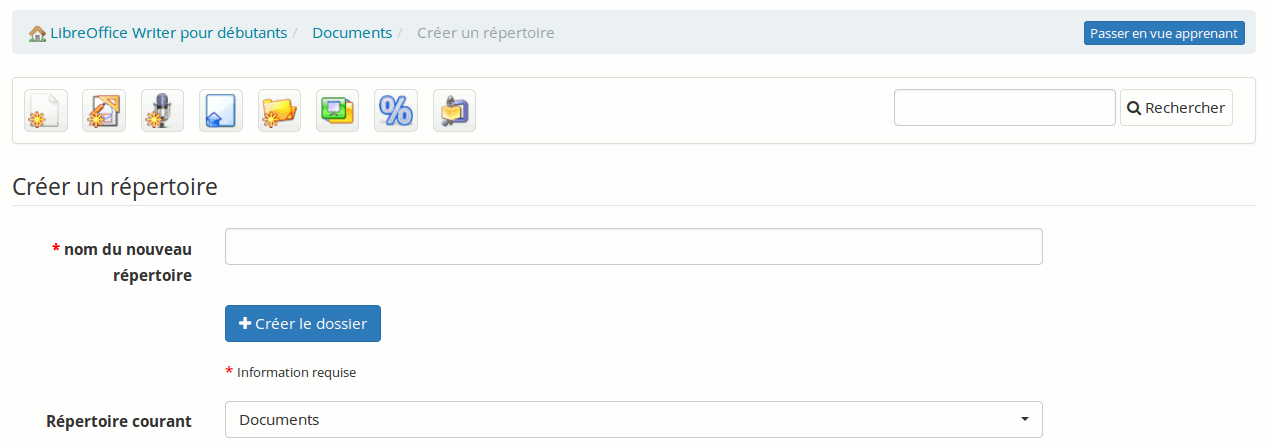 LibreOffice Writer pour débutants / Documents / Créer un répertoire
Passer en vue apprenant
Rechercher
Créer un répertoire
* nom du nouveau
répertoire
Créer le dossier
* Information requise
Répertoire courant
Documents